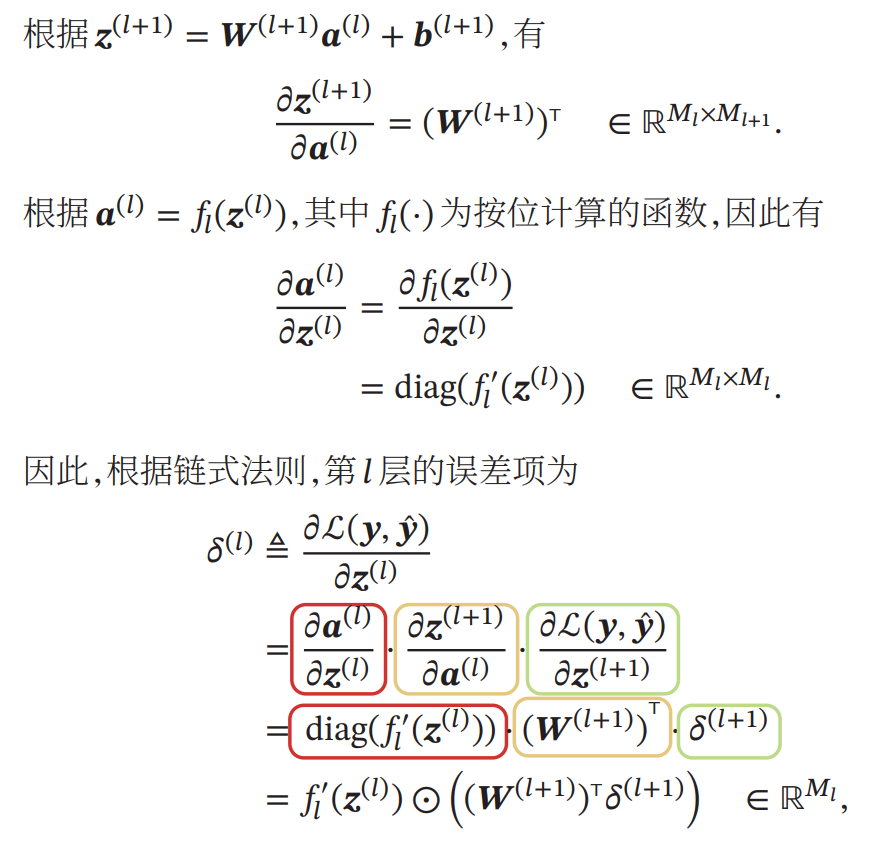 根据 𝒛^(l+1) = 𝑾^(l+1)𝒂^(l) + 𝒃^(l+1), 有
∂𝒛^(l+1)/∂𝒂^(l) = (𝑾^(l+1))^⊤ ∈ ℝ^(M_l×M_{l+1}).
根据 𝒂^(l) = f_l(𝒛^(l)), 其中 f_l(·) 为按位计算的函数, 因此有
∂𝒂^(l)/∂𝒛^(l) = ∂f_l(𝒛^(l))/∂𝒛^(l)
= diag(f_l′(𝒛^(l))) ∈ ℝ^(M_l×M_l).
因此, 根据链式法则, 第 l 层的误差项为
δ^(l) ≜ ∂ℒ(𝒚, ŷ)/∂𝒛^(l)
= ∂𝒂^(l)/∂𝒛^(l) · ∂𝒛^(l+1)/∂𝒂^(l) · ∂ℒ(𝒚, ŷ)/∂𝒛^(l+1)
= diag(f_l′(𝒛^(l))) · (𝑾^(l+1))^⊤ · δ^(l+1)
= f_l′(𝒛^(l)) ⊙ ((𝑾^(l+1))^⊤ δ^(l+1)) ∈ ℝ^(M_l),